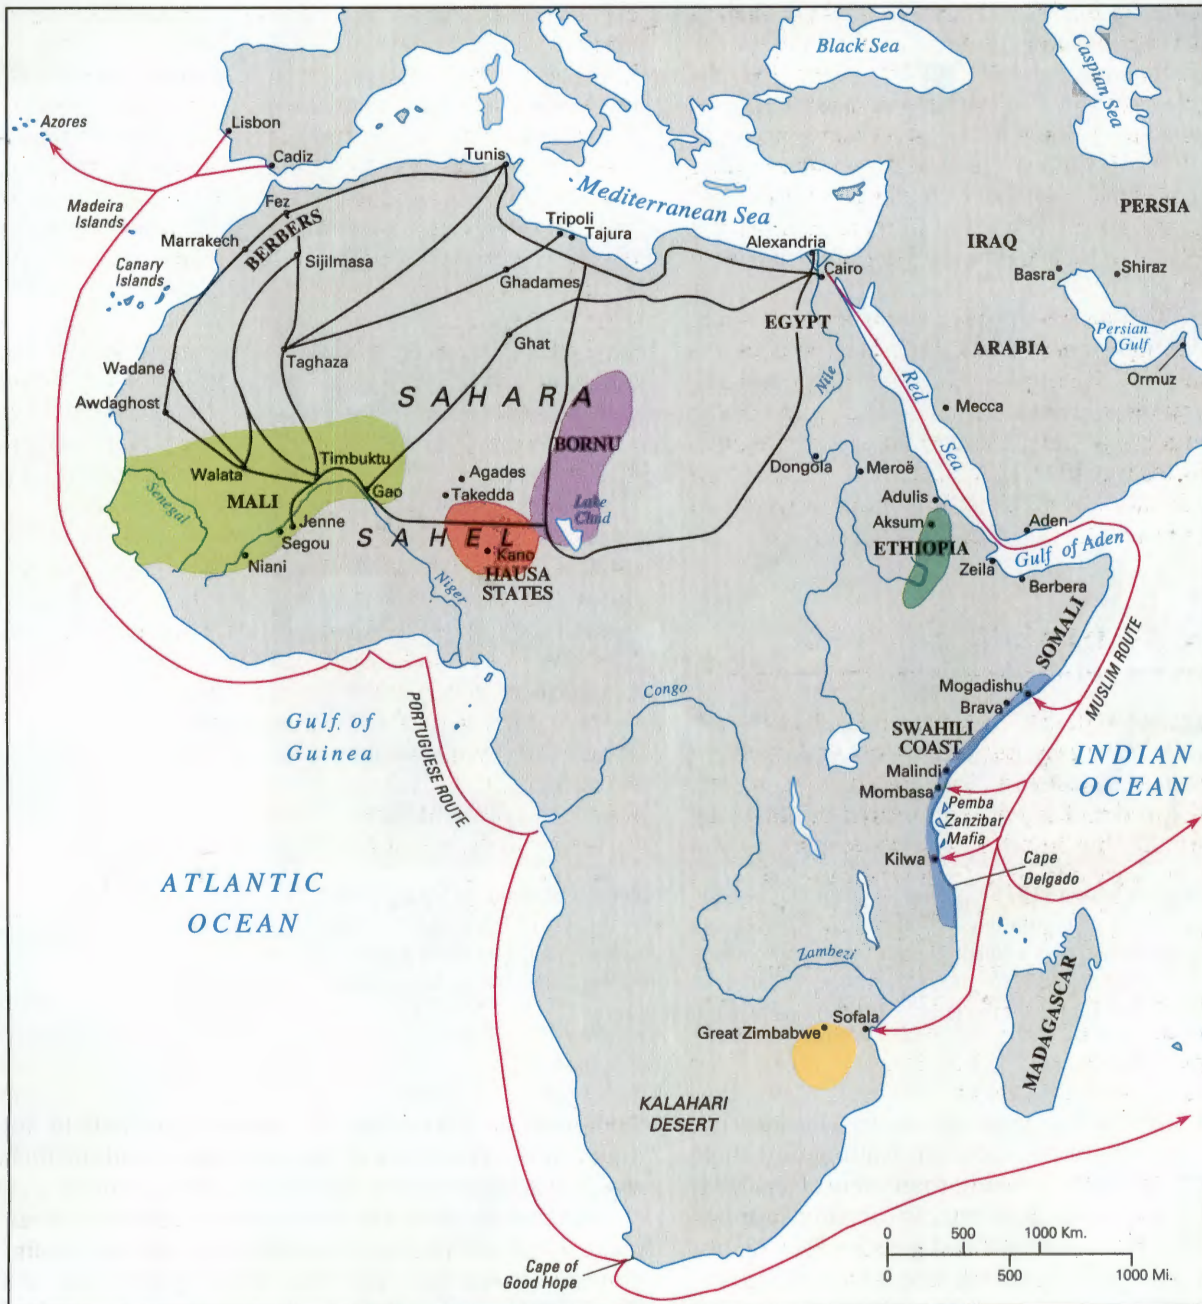 Black Sea
Caspian Sea
Azores
Lisbon
Cadiz
Tunis
Mediterranean Sea
Madeira
Islands
Fez
BERBERS
Marrakech
Sijilmasa
Canary
Islands
Tripoli
Tajura
Ghadames
Alexandria
Cairo
EGYPT
PERSIA
IRAQ
Basra
Shiraz
Persian
Gulf
Ormuz
ARABIA
Mecca
Red
Sea
Nile
Taghaza
Ghat
Wadane
Awdaghost
SAHARA
BORNU
Walata
Timbuktu
Senegal
MALI
Gao
Agades
Takedda
Lake
Chad
Jenne
Segou
Niani
SAHEL
Kano
HAUSA
STATES
Niger
Dongola
Meroë
Adulis
Aksum
ETHIOPIA
Aden
Gulf of Aden
Zeila
Berbera
SOMALI
MUSLIM ROUTE
Mogadishu
Brava
SWAHILI
COAST
Malindi
Mombasa
Pemba
Zanzibar
Mafia
Kilwa
Cape
Delgado
INDIAN
OCEAN
Congo
Gulf of
Guinea
PORTUGUESE ROUTE
ATLANTIC
OCEAN
Zambezi
Sofala
Great Zimbabwe
MADAGASCAR
KALAHARI
DESERT
Cape of
Good Hope
0 500 1000 Km.
0 500 1000 Mi.